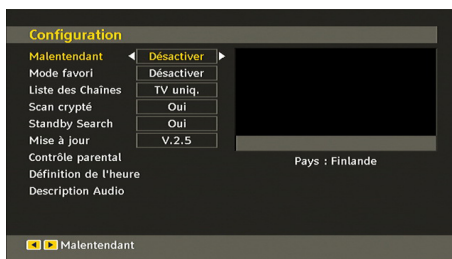 Configuration
Malentendant Désactiver
Mode favori Désactiver
Liste des Chaînes TV uniq.
Scan crypté Oui
Standby Search Oui
Mise à jour V.2.5
Contrôle parental
Définition de l'heure
Description Audio
Pays : Finlande
Malentendant